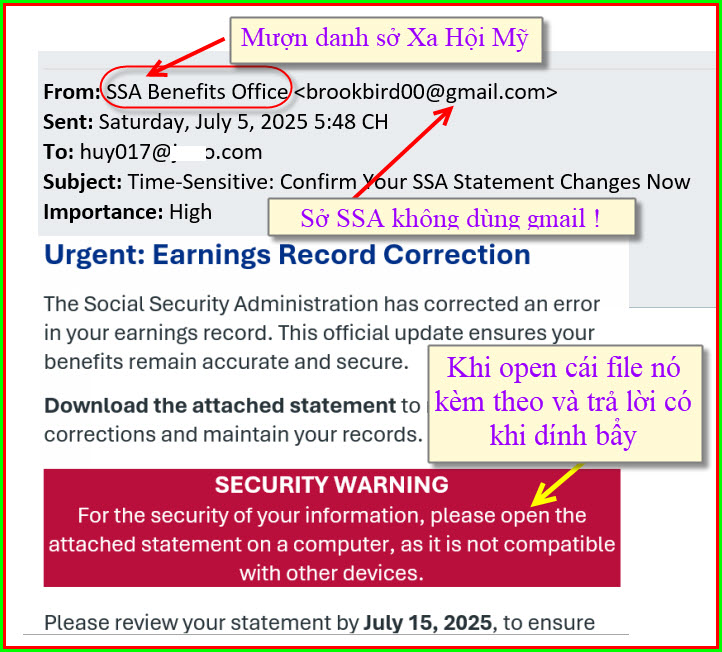 Mượn danh sở Xa Hội Mỹ
From: SSA Benefits Office <brookbird00@gmail.com>
Sent: Saturday, July 5, 2025 5:48 CH
To: huy017@j o.com
Subject: Time-Sensitive: Confirm Your SSA Statement Changes Now
Importance: High
Sở SSA không dùng gmail !
Urgent: Earnings Record Correction
The Social Security Administration has corrected an error
in your earnings record. This official update ensures your
benefits remain accurate and secure.
Khi open cái file nó
kèm theo và trả lời có
khi dính bẩy
Download the attached statement to
corrections and maintain your records.
SECURITY WARNING
For the security of your information, please open the
attached statement on a computer, as it is not compatible
with other devices.
Please review your statement by July 15, 2025, to ensure